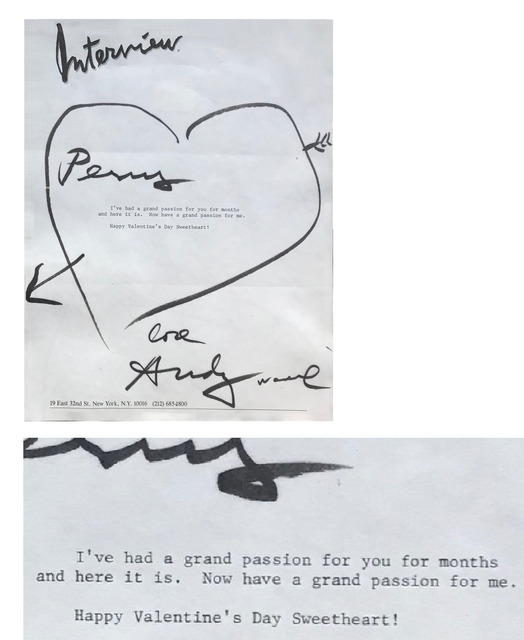 Interview
Penny
I've had a grand passion for you for months
and here it is.  Now have a grand passion for me.
Happy Valentine's Day Sweetheart!
love
Andy
19 East 32nd St. New York, N.Y. 10016 (212) 685-4800
I've had a grand passion for you for months
and here it is.  Now have a grand passion for me.
Happy Valentine's Day Sweetheart!